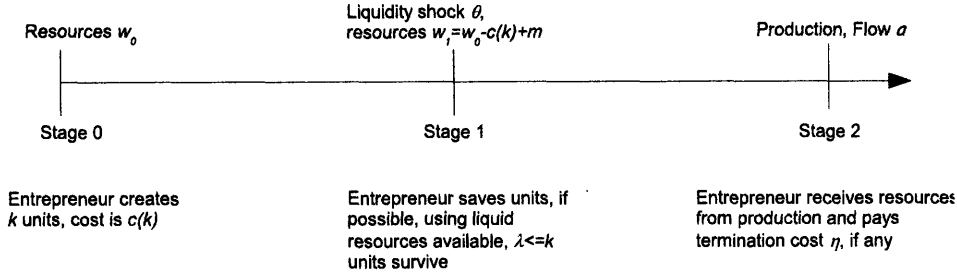 Resources w₀
Liquidity shock θ,
resources w₁=w₀-c(k)+m
Production, Flow a
Stage 0
Stage 1
Stage 2
Entrepreneur creates
k units, cost is c(k)
Entrepreneur saves units, if
possible, using liquid
resources available, λ<=k
units survive
Entrepreneur receives resources
from production and pays
termination cost η, if any